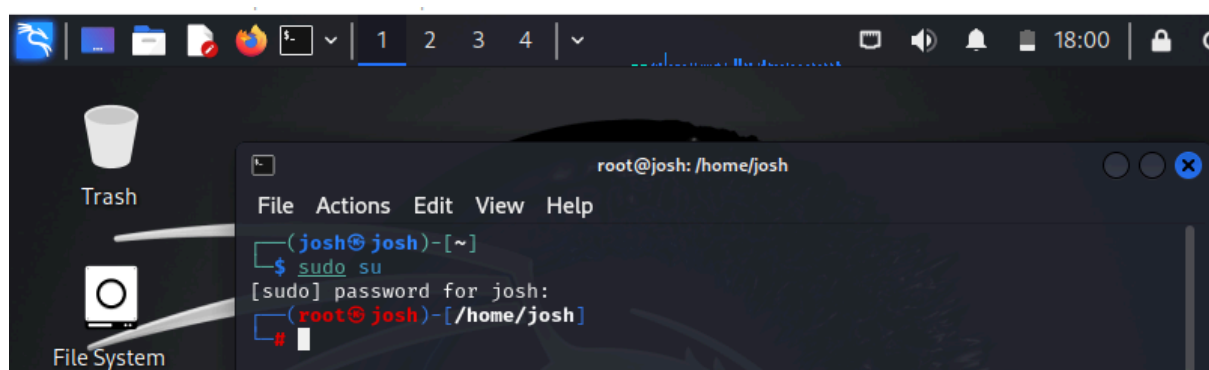 1 2 3 4 18:00
Trash
File System
root@josh: /home/josh
File Actions Edit View Help
┌──(josh㉿josh)-[~]
└─$ sudo su
[sudo] password for josh:
┌──(root㉿josh)-[/home/josh]
└─#